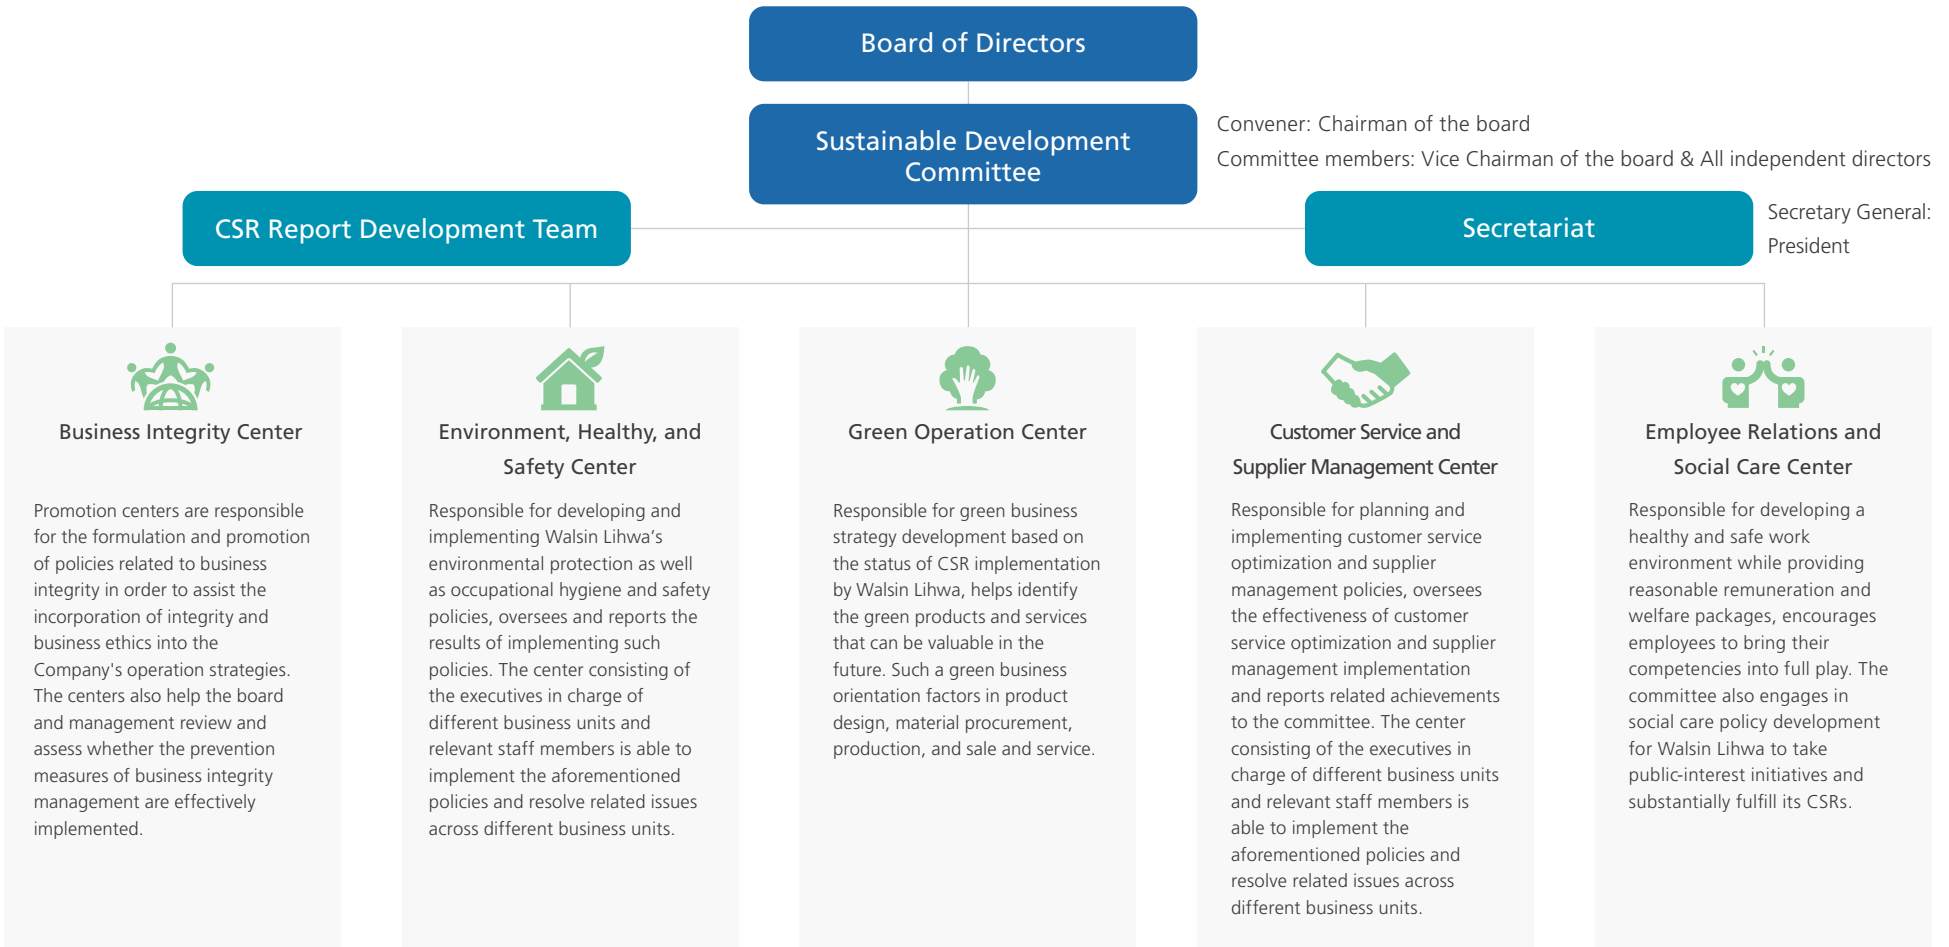 Board of Directors
Sustainable Development
Committee
Convener: Chairman of the board
Committee members: Vice Chairman of the board & All independent directors
CSR Report Development Team
Secretariat
Secretary General:
President
Business Integrity Center
Promotion centers are responsible
for the formulation and promotion
of policies related to business
integrity in order to assist the
incorporation of integrity and
business ethics into the
Company's operation strategies.
The centers also help the board
and management review and
assess whether the prevention
measures of business integrity
management are effectively
implemented.
Environment, Healthy, and
Safety Center
Responsible for developing and
implementing Walsin Lihwa’s
environmental protection as well
as occupational hygiene and safety
policies, oversees and reports the
results of implementing such
policies. The center consisting of
the executives in charge of
different business units and
relevant staff members is able to
implement the aforementioned
policies and resolve related issues
across different business units.
Green Operation Center
Responsible for green business
strategy development based on
the status of CSR implementation
by Walsin Lihwa, helps identify
the green products and services
that can be valuable in the
future. Such a green business
orientation factors in product
design, material procurement,
production, and sale and service.
Customer Service and
Supplier Management Center
Responsible for planning and
implementing customer service
optimization and supplier
management policies, oversees
the effectiveness of customer
service optimization and supplier
management implementation
and reports related achievements
to the committee. The center
consisting of the executives in
charge of different business units
and relevant staff members is
able to implement the
aforementioned policies and
resolve related issues across
different business units.
Employee Relations and
Social Care Center
Responsible for developing a
healthy and safe work
environment while providing
reasonable remuneration and
welfare packages, encourages
employees to bring their
competencies into full play. The
committee also engages in
social care policy development
for Walsin Lihwa to take
public-interest initiatives and
substantially fulfill its CSRs.